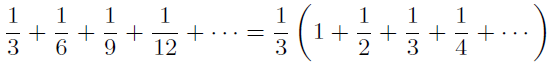 1/3 + 1/6 + 1/9 + 1/12 + ··· = 1/3 (1 + 1/2 + 1/3 + 1/4 + ···)